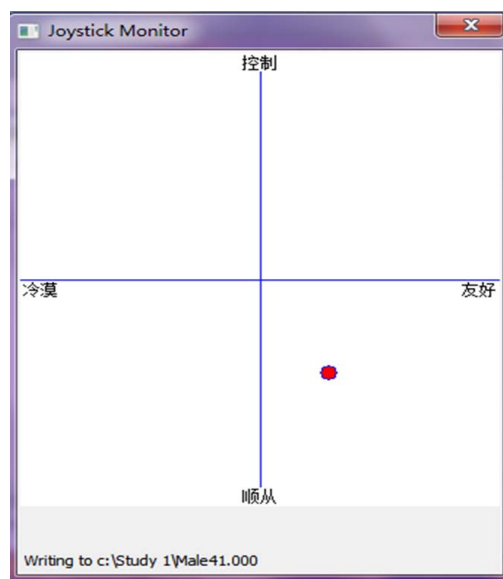 Joystick Monitor
控制
冷漠
友好
顺从
Writing to c:\Study 1\Male41.000